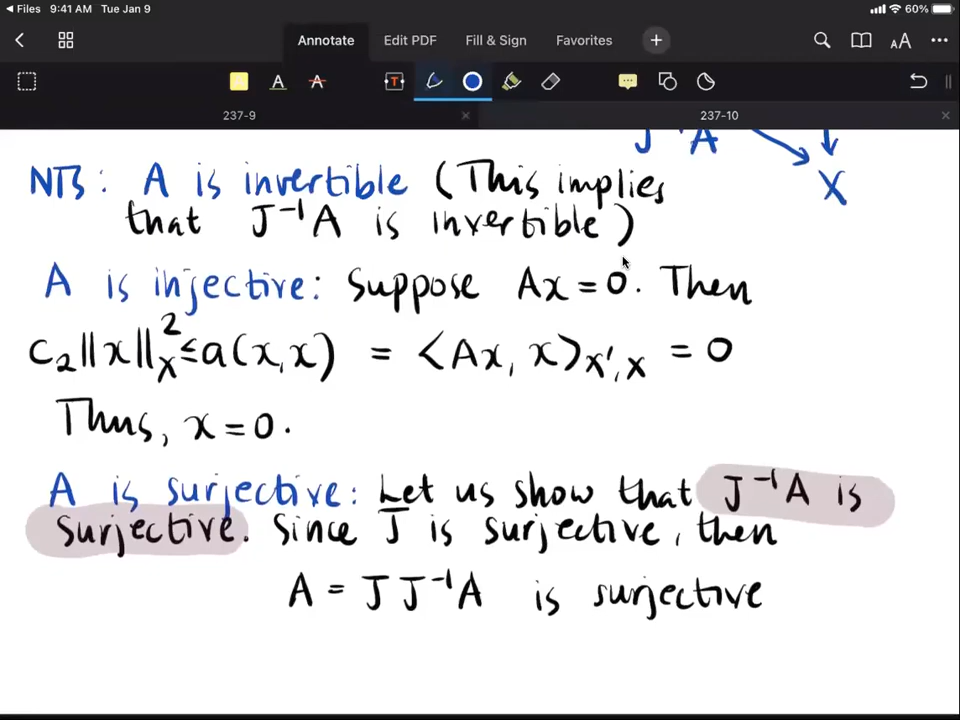 Files 9:41 AM Tue Jan 9 60%
Annotate Edit PDF Fill & Sign Favorites
237-9 237-10
J⁻¹A
X
NTS: A is invertible (This implies
that J⁻¹A is invertible)
A is injective: Suppose Ax = 0. Then
c₂||x||²_X ≤ a(x,x) = <Ax, x>_X',X = 0
Thus, x = 0.
A is surjective: Let us show that J⁻¹A is
surjective. Since J is surjective, then
A = J J⁻¹A is surjective